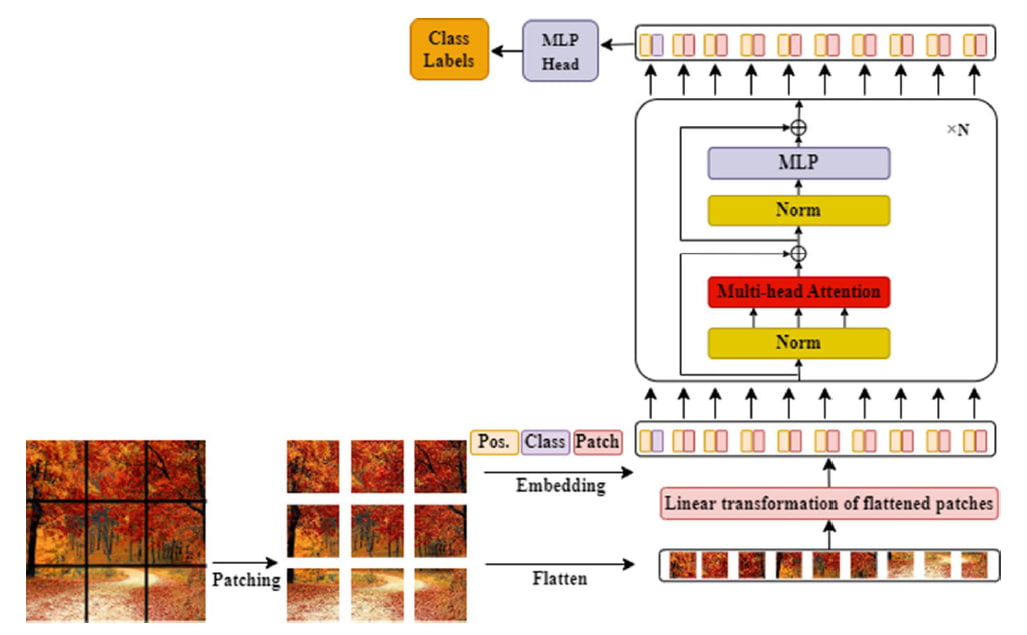 Class
Labels
MLP
Head
×N
MLP
Norm
Multi-head Attention
Norm
Pos.
Class
Patch
Embedding
Linear transformation of flattened patches
Patching
Flatten